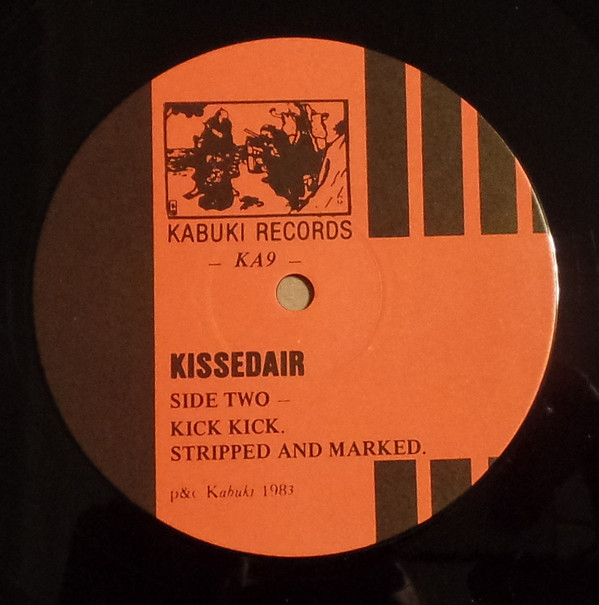 KABUKI RECORDS
– KA9 –
KISSEDAIR
SIDE TWO –
KICK KICK.
STRIPPED AND MARKED.
p&c Kabuki 1983